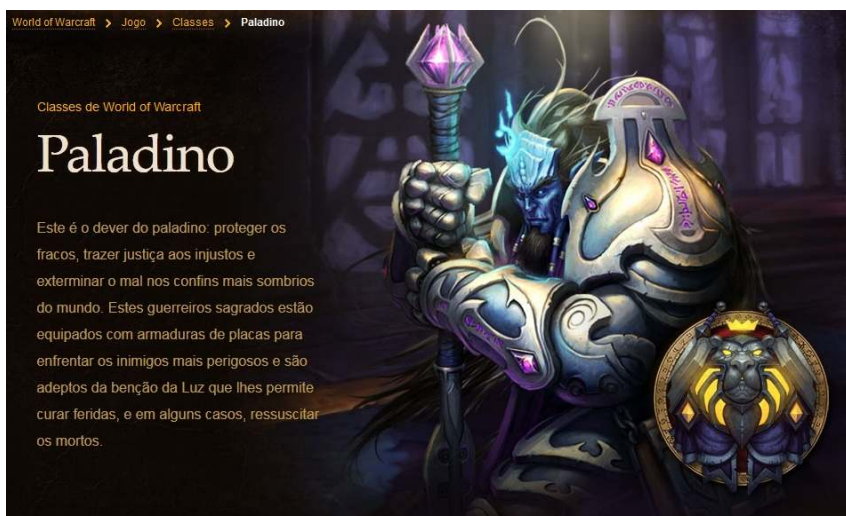 World of Warcraft > Jogo > Classes > Paladino
Classes de World of Warcraft
Paladino
Este é o dever do paladino: proteger os
fracos, trazer justiça aos injustos e
exterminar o mal nos confins mais sombrios
do mundo. Estes guerreiros sagrados estão
equipados com armaduras de placas para
enfrentar os inimigos mais perigosos e são
adeptos da benção da Luz que lhes permite
curar feridas, e em alguns casos, ressuscitar
os mortos.